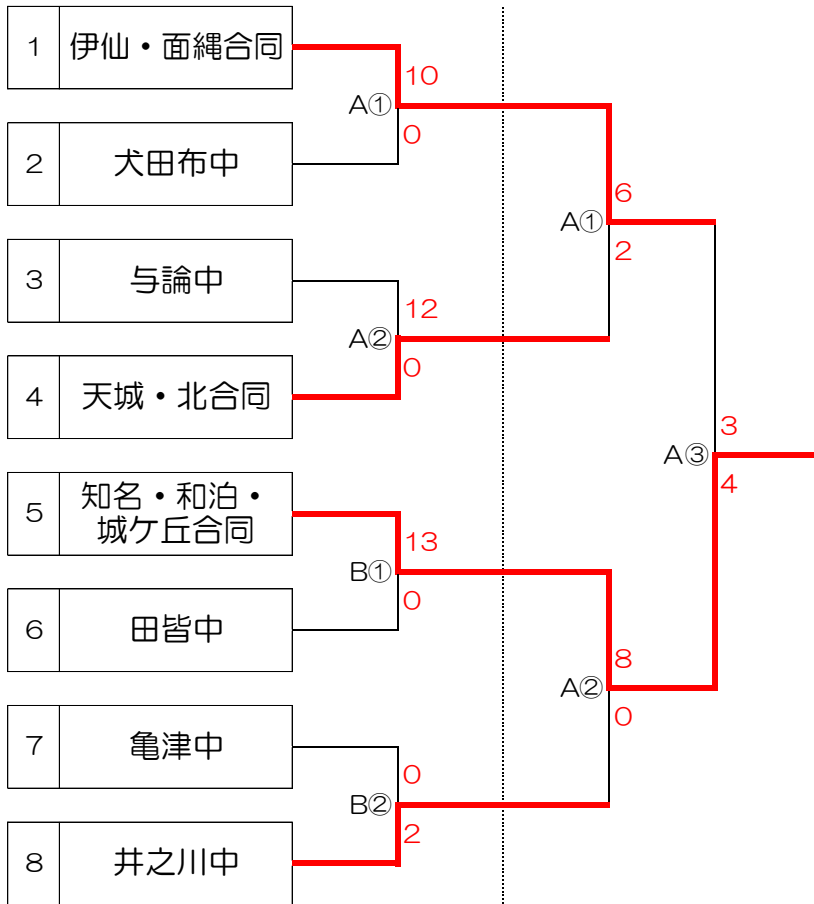 1 伊仙・面縄合同
10
A①
0
2 犬田布中
6
A①
2
3 与論中
12
A②
0
4 天城・北合同
3
A③
4
5 知名・和泊・
城ケ丘合同
13
B①
0
6 田皆中
8
A②
0
7 亀津中
0
B②
2
8 井之川中